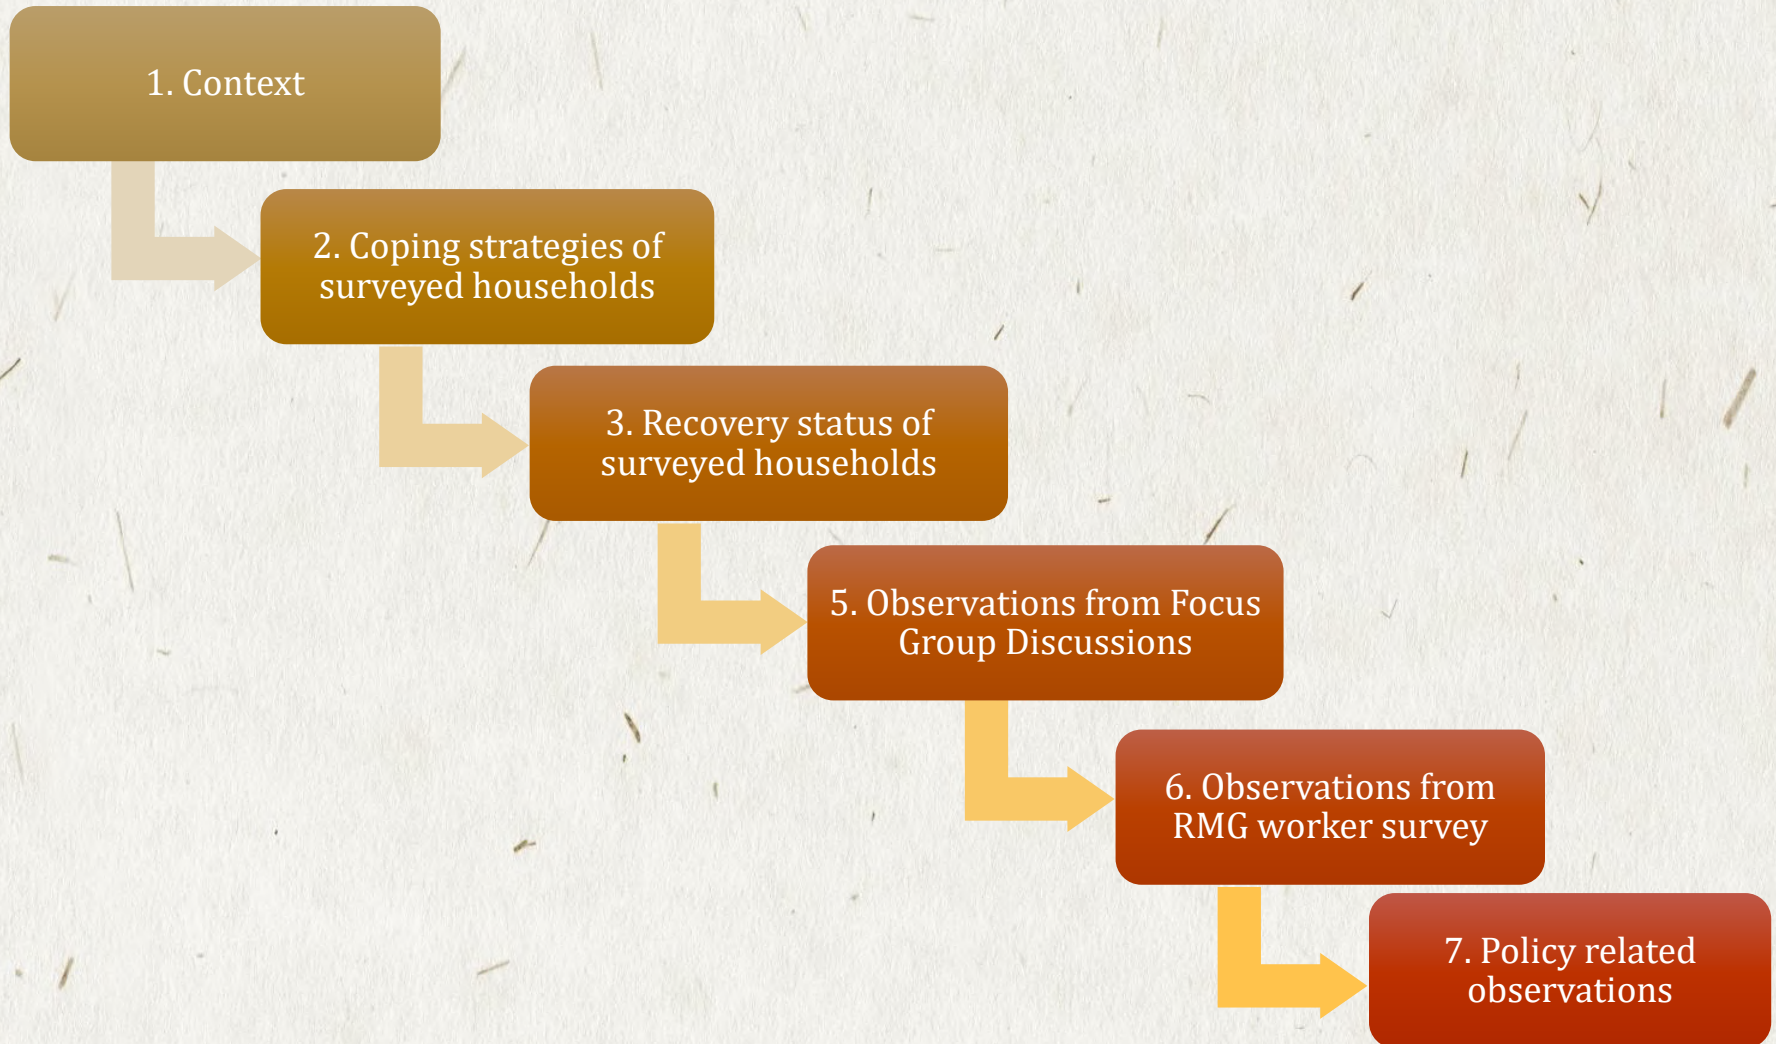 1. Context
2. Coping strategies of
surveyed households
3. Recovery status of
surveyed households
5. Observations from Focus
Group Discussions
6. Observations from
RMG worker survey
7. Policy related
observations